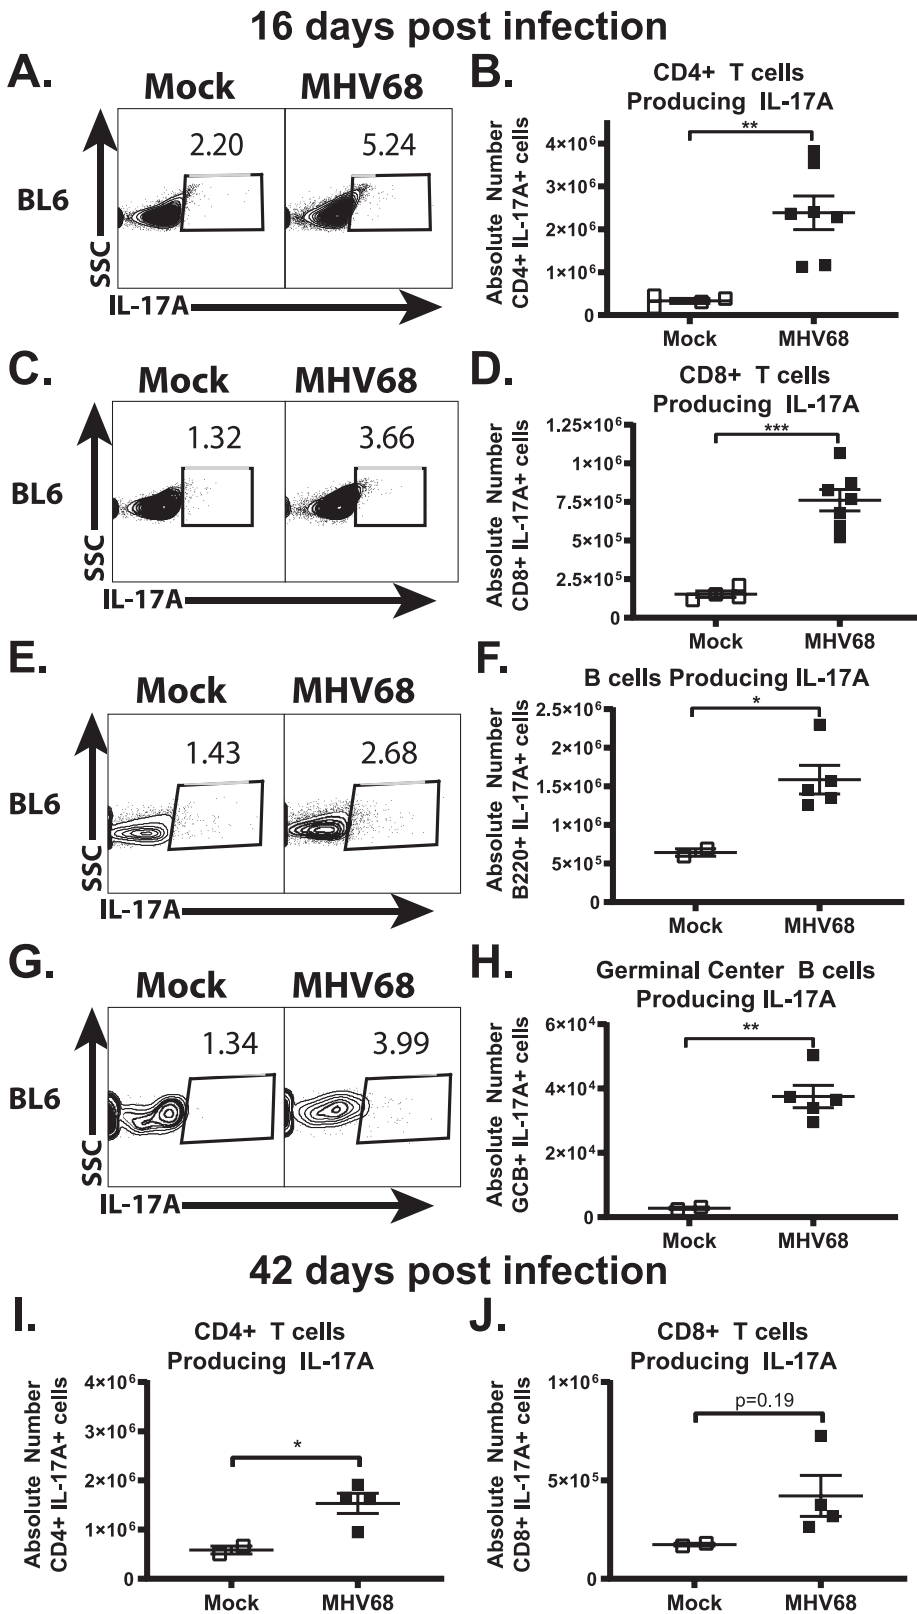 16 days post infection
A.
Mock MHV68
2.20 5.24
BL6
SSC
IL-17A
B.
CD4+ T cells
Producing IL-17A
**
Absolute Number
CD4+ IL-17A+ cells
4×10⁶
3×10⁶
2×10⁶
1×10⁶
0
Mock MHV68
C.
Mock MHV68
1.32 3.66
BL6
SSC
IL-17A
D.
CD8+ T cells
Producing IL-17A
***
Absolute Number
CD8+ IL-17A+ cells
1.25×10⁶
1×10⁶
7.5×10⁵
5×10⁵
2.5×10⁵
0
Mock MHV68
E.
Mock MHV68
1.43 2.68
BL6
SSC
IL-17A
F.
B cells Producing IL-17A
*
Absolute Number
B220+ IL-17A+ cells
2.5×10⁶
2×10⁶
1.5×10⁶
1×10⁶
5×10⁵
0
Mock MHV68
G.
Mock MHV68
1.34 3.99
BL6
SSC
IL-17A
H.
Germinal Center B cells
Producing IL-17A
**
Absolute Number
GCB+ IL-17A+ cells
6×10⁴
4×10⁴
2×10⁴
0
Mock MHV68
42 days post infection
I.
CD4+ T cells
Producing IL-17A
*
Absolute Number
CD4+ IL-17A+ cells
4×10⁶
3×10⁶
2×10⁶
1×10⁶
0
Mock MHV68
J.
CD8+ T cells
Producing IL-17A
p=0.19
Absolute Number
CD8+ IL-17A+ cells
1×10⁶
5×10⁵
0
Mock MHV68